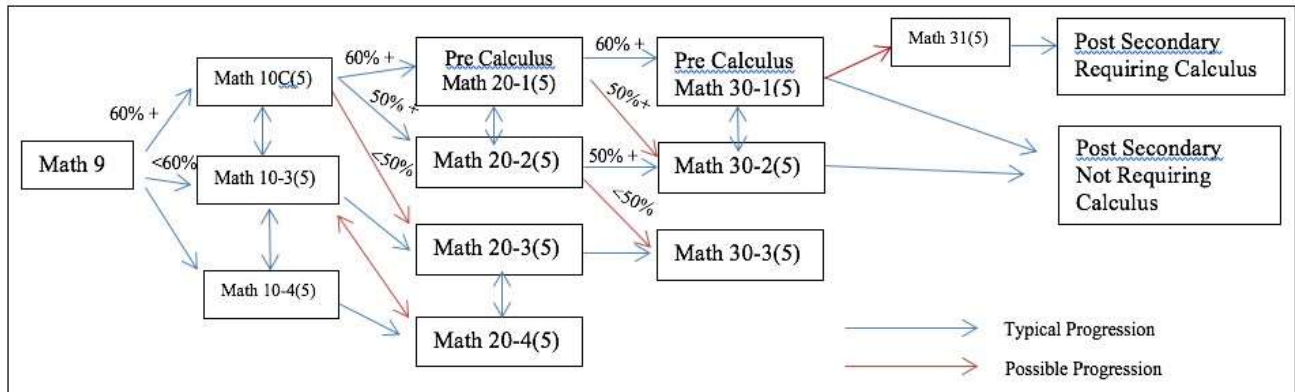 Math 9
60% +
<60%
Math 10C(5)
Math 10-3(5)
Math 10-4(5)
60% +
50% +
<50%
Pre Calculus
Math 20-1(5)
Math 20-2(5)
Math 20-3(5)
Math 20-4(5)
60% +
50%+
50% +
<50%
Pre Calculus
Math 30-1(5)
Math 30-2(5)
Math 30-3(5)
Math 31(5)
Post Secondary
Requiring Calculus
Post Secondary
Not Requiring
Calculus
Typical Progression
Possible Progression